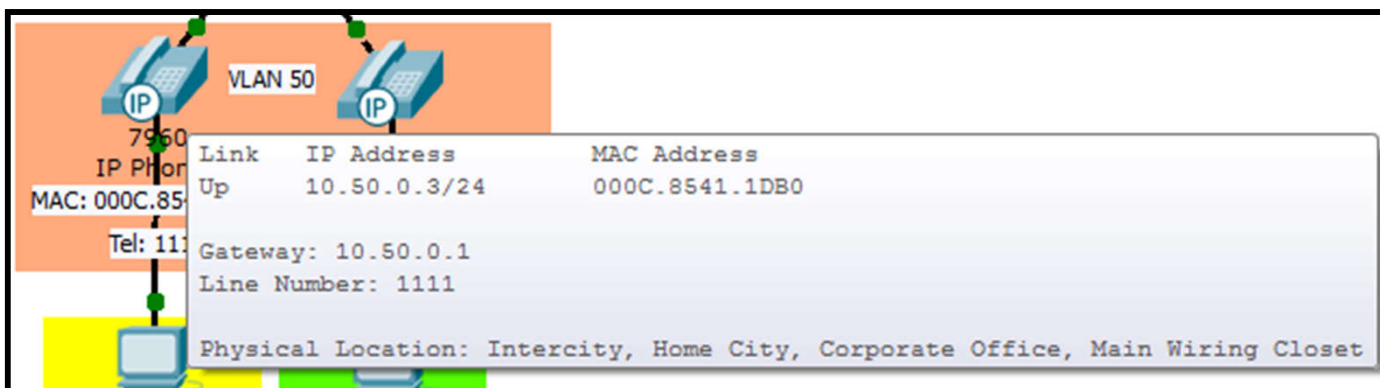 VLAN 50
IP
IP
7960
IP Phon
MAC: 000C.85
Tel: 111
Link IP Address MAC Address
Up 10.50.0.3/24 000C.8541.1DB0
Gateway: 10.50.0.1
Line Number: 1111
Physical Location: Intercity, Home City, Corporate Office, Main Wiring Closet